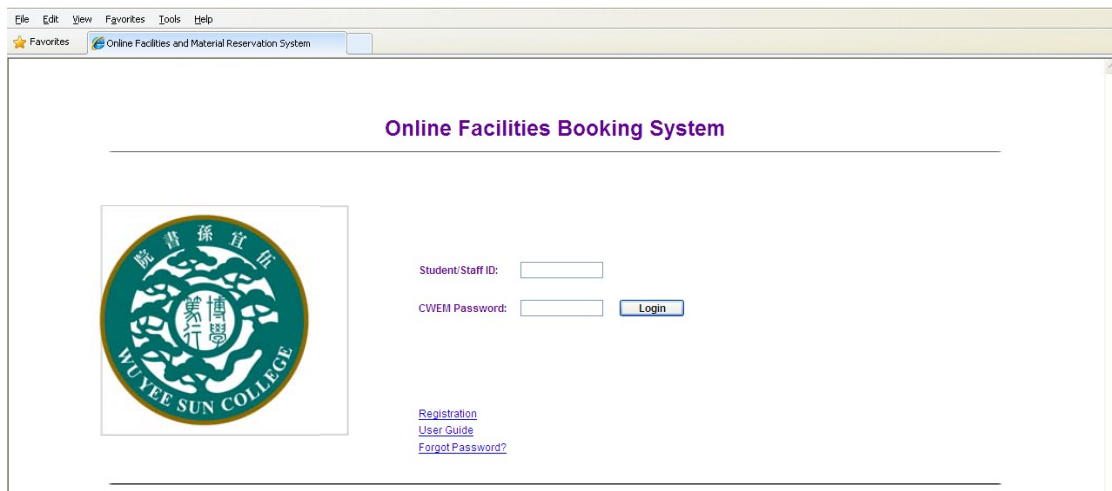 File Edit View Favorites Tools Help
Favorites Online Facilities and Material Reservation System
Online Facilities Booking System
伍宜孫書院
博學篤行
WU YEE SUN COLLEGE
Student/Staff ID:
CWEM Password: Login
Registration
User Guide
Forgot Password?